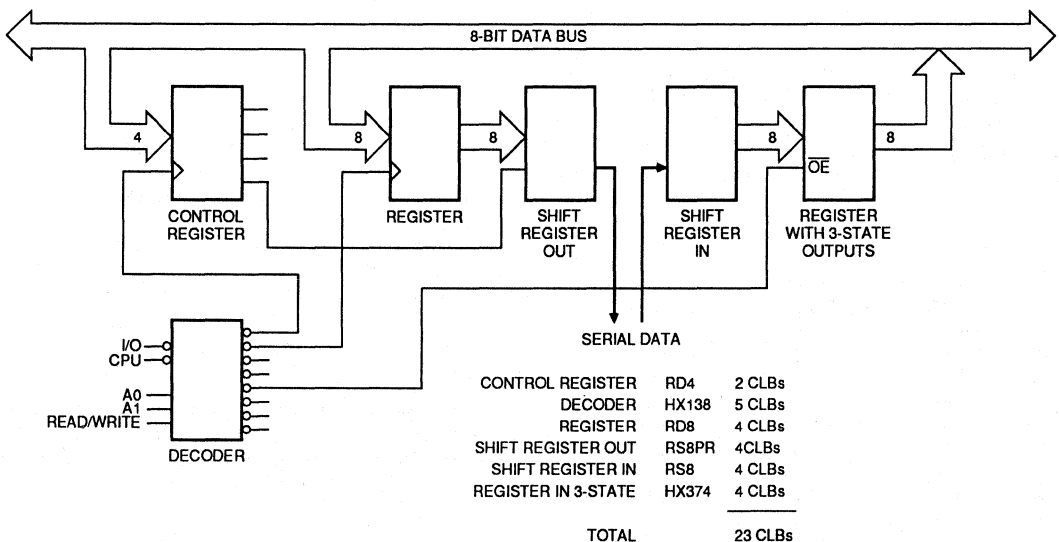 8-BIT DATA BUS
4
8
8
8
8
OE
CONTROL
REGISTER
REGISTER
SHIFT
REGISTER
OUT
SHIFT
REGISTER
IN
REGISTER
WITH 3-STATE
OUTPUTS
I/O
CPU
A0
A1
READ/WRITE
DECODER
SERIAL DATA
CONTROL REGISTER RD4 2 CLBs
DECODER HX138 5 CLBs
REGISTER RD8 4 CLBs
SHIFT REGISTER OUT RS8PR 4CLBs
SHIFT REGISTER IN RS8 4 CLBs
REGISTER IN 3-STATE HX374 4 CLBs
TOTAL 23 CLBs